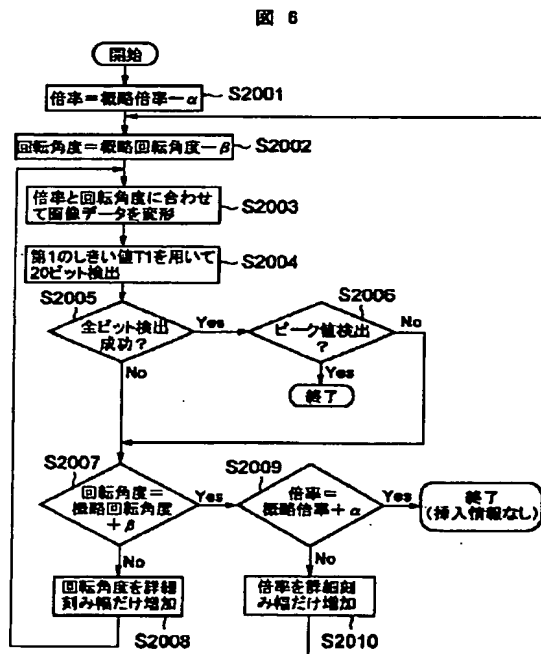 図 6
開始
倍率=概略倍率-α
S2001
回転角度=概略回転角度-β
S2002
倍率と回転角度に合わせ
て画像データを変形
S2003
第1のしきい値T1を用いて
20ビット検出
S2004
S2005
全ビット検出
成功?
Yes
No
S2006
ピーク値検出
?
No
Yes
終了
S2007
回転角度=
概略回転角度
+β
Yes
No
S2009
倍率=
概略倍率+α
Yes
No
終了
(挿入情報なし)
回転角度を詳細
刻み幅だけ増加
S2008
倍率を詳細刻
み幅だけ増加
S2010